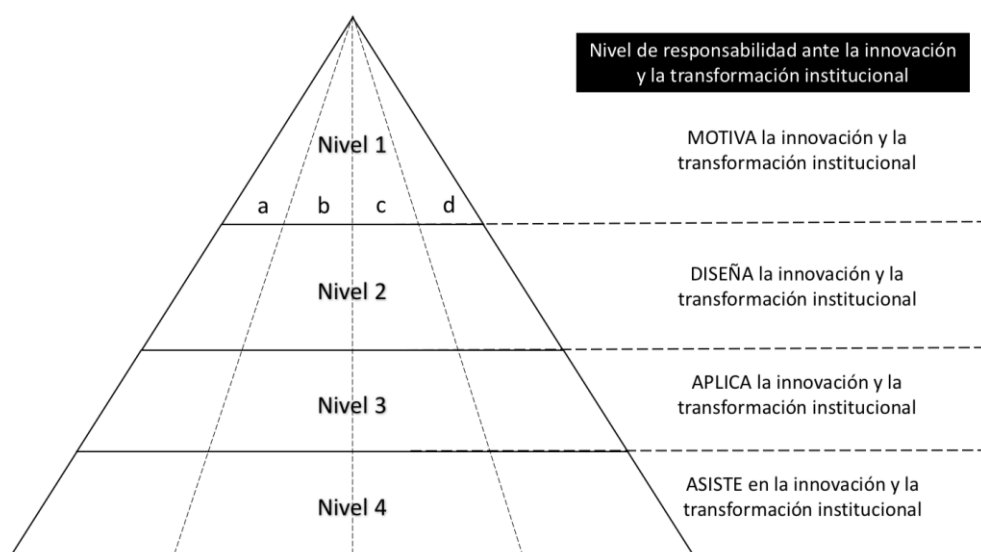 Nivel de responsabilidad ante la innovación
y la transformación institucional
Nivel 1
MOTIVA la innovación y la
transformación institucional
a b c d
Nivel 2
DISEÑA la innovación y la
transformación institucional
Nivel 3
APLICA la innovación y la
transformación institucional
Nivel 4
ASISTE en la innovación y la
transformación institucional